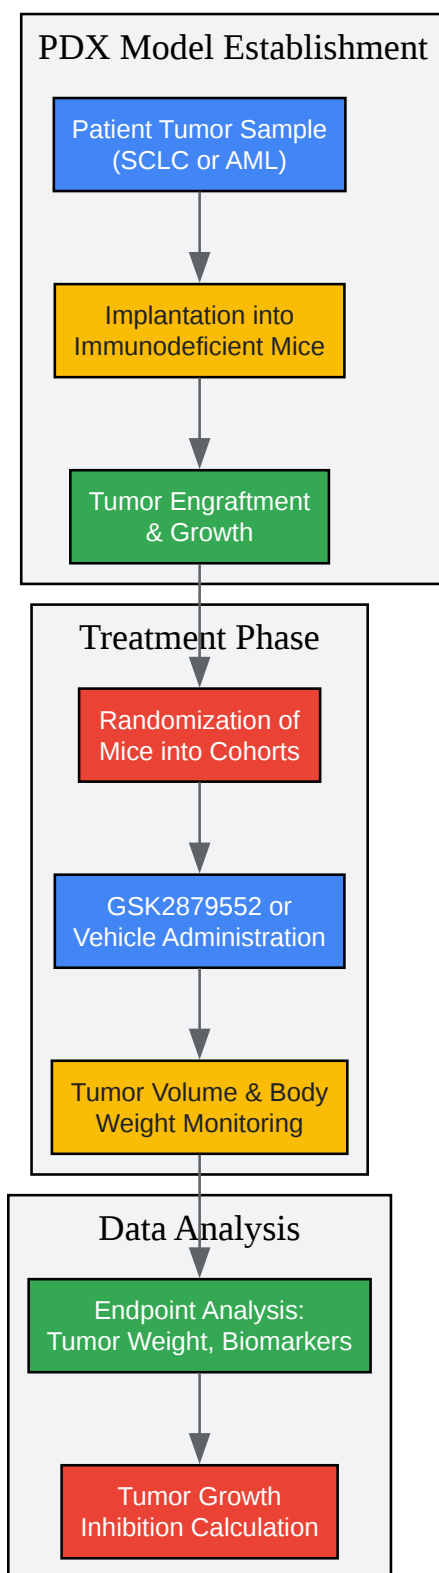 PDX Model Establishment
Patient Tumor Sample
(SCLC or AML)
Implantation into
Immunodeficient Mice
Tumor Engraftment
& Growth
Treatment Phase
Randomization of
Mice into Cohorts
GSK2879552 or
Vehicle Administration
Tumor Volume & Body
Weight Monitoring
Data Analysis
Endpoint Analysis:
Tumor Weight, Biomarkers
Tumor Growth
Inhibition Calculation